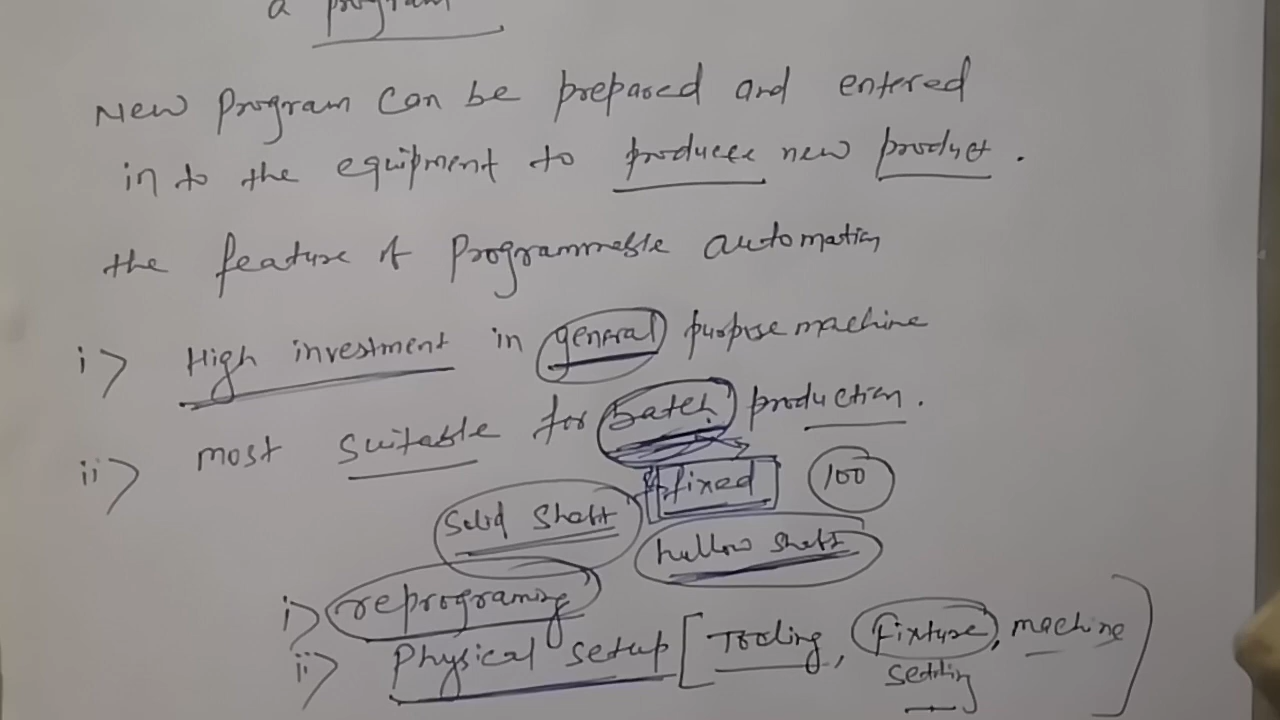 a program
New program can be prepared and entered
in to the equipment to produce new product.
the feature of Programmable automation
i> High investment in general purpose machine
ii> most suitable for batch production.
fixed 100
Solid shaft
hullow shaft
i> reprograming
ii> Physical setup [Tooling, fixture, machine]
setting